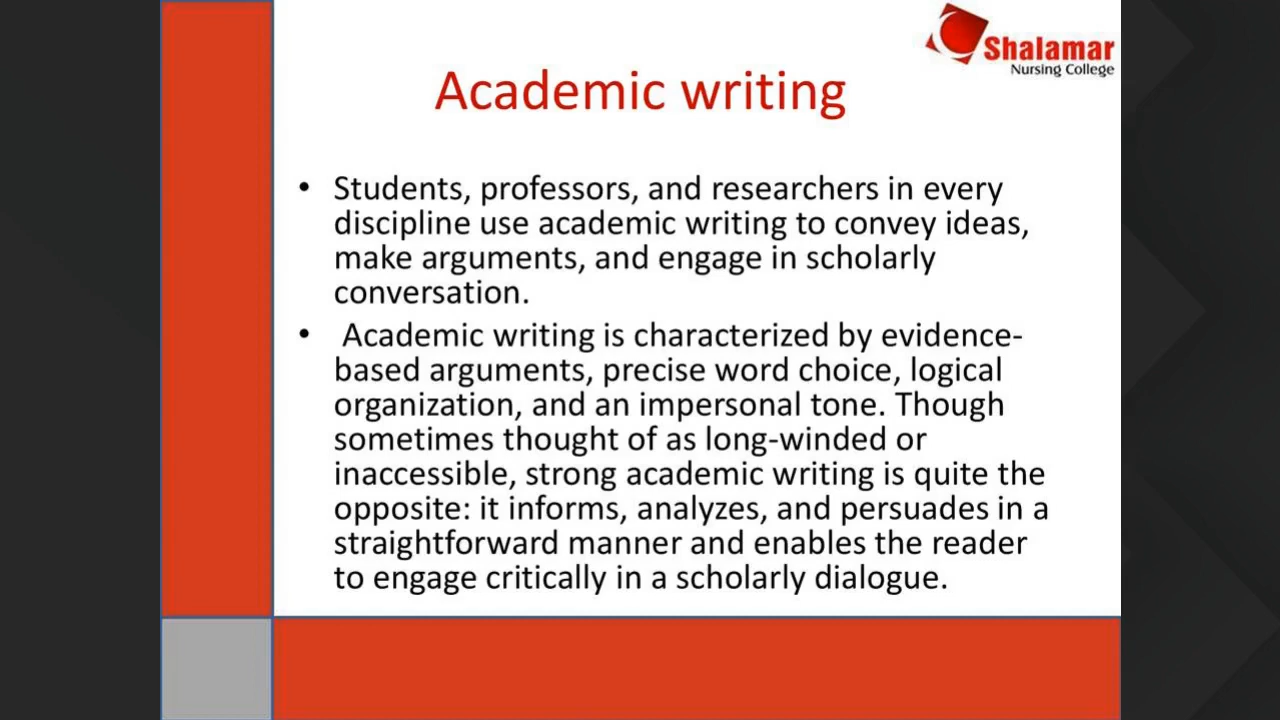 Shalamar
Nursing College
Academic writing
• Students, professors, and researchers in every
discipline use academic writing to convey ideas,
make arguments, and engage in scholarly
conversation.
• Academic writing is characterized by evidence-
based arguments, precise word choice, logical
organization, and an impersonal tone. Though
sometimes thought of as long-winded or
inaccessible, strong academic writing is quite the
opposite: it informs, analyzes, and persuades in a
straightforward manner and enables the reader
to engage critically in a scholarly dialogue.